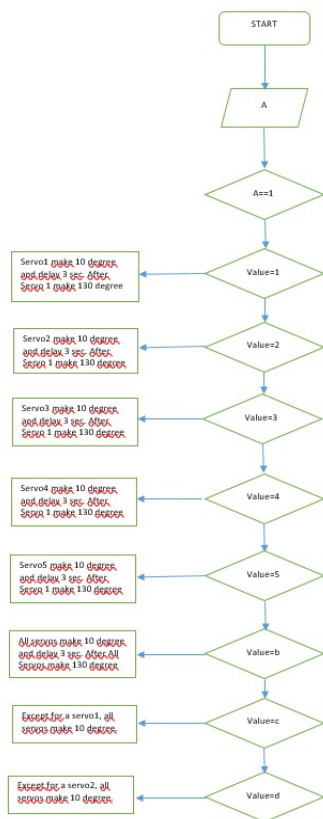 START
A
A==1
Value=1
Servo1 make 10 degree
and delay 3 sec. After
Servo 1 make 130 degree
Value=2
Servo2 make 10 degree
and delay 3 sec. After
Servo 1 make 130 degree
Value=3
Servo3 make 10 degree
and delay 3 sec. After
Servo 1 make 130 degree
Value=4
Servo4 make 10 degree
and delay 3 sec. After
Servo 1 make 130 degree
Value=5
Servo5 make 10 degree
and delay 3 sec. After
Servo 1 make 130 degree
Value=b
All servos make 10 degree
and delay 3 sec. After All
Servos make 130 degree
Value=c
Except for a servo1, all
servos make 10 degree.
Value=d
Except for a servo2, all
servos make 10 degree.